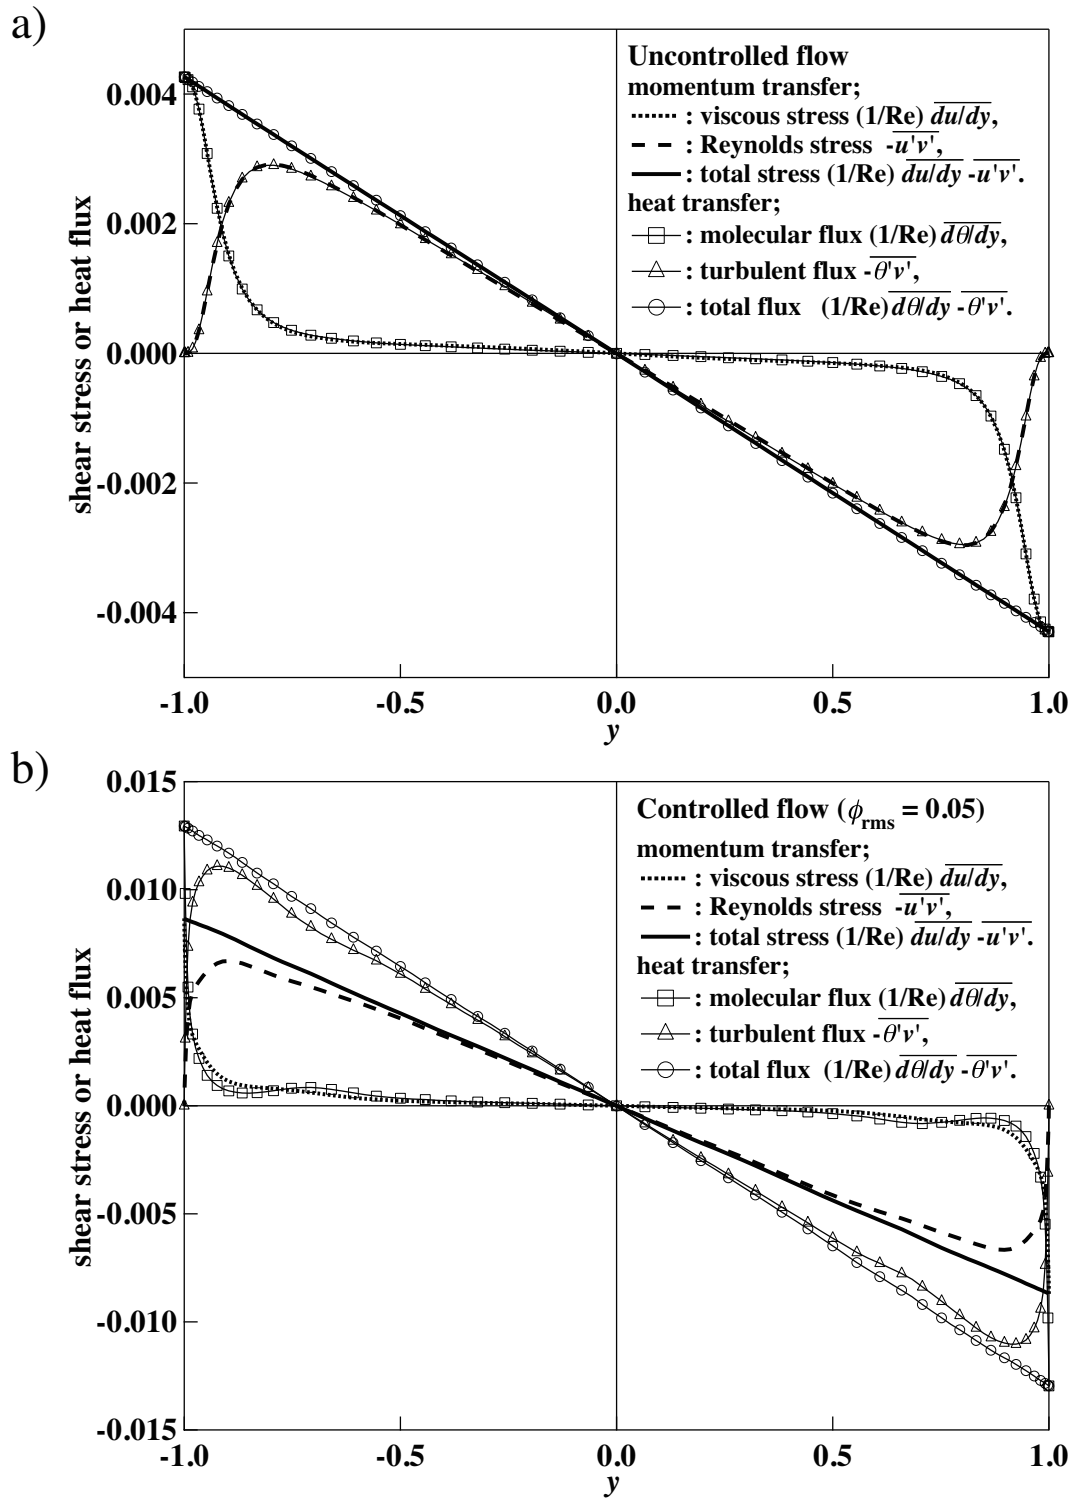 a)
Uncontrolled flow
momentum transfer;
: viscous stress (1/Re) du/dy,
: Reynolds stress -u'v',
: total stress (1/Re) du/dy -u'v'.
heat transfer;
: molecular flux (1/Re) dθ/dy,
: turbulent flux -θ'v',
: total flux (1/Re) dθ/dy -θ'v'.
shear stress or heat flux
0.004
0.002
0.000
-0.002
-0.004
-1.0 -0.5 0.0 0.5 1.0
y
b)
Controlled flow (ϕrms = 0.05)
momentum transfer;
: viscous stress (1/Re) du/dy,
: Reynolds stress -u'v',
: total stress (1/Re) du/dy -u'v'.
heat transfer;
: molecular flux (1/Re) dθ/dy,
: turbulent flux -θ'v',
: total flux (1/Re) dθ/dy -θ'v'.
shear stress or heat flux
0.015
0.010
0.005
0.000
-0.005
-0.010
-0.015
-1.0 -0.5 0.0 0.5 1.0
y